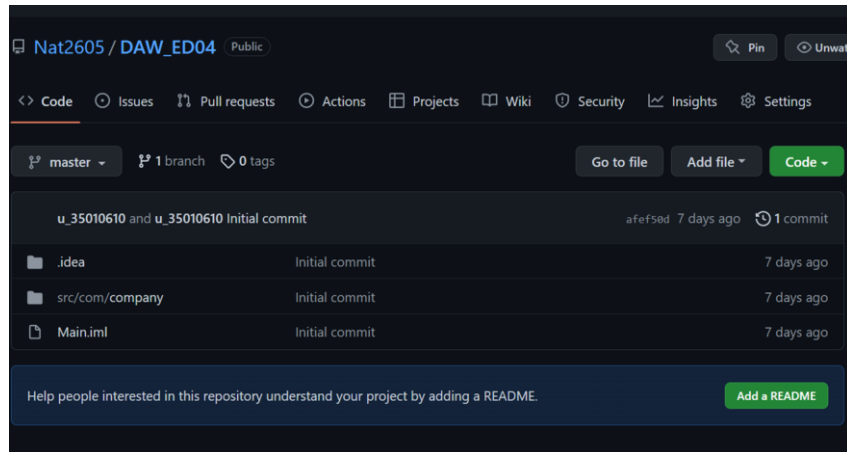 Nat2605 / DAW_ED04 Public Pin Unwat
<> Code Issues Pull requests Actions Projects Wiki Security Insights Settings
master 1 branch 0 tags Go to file Add file Code
u_35010610 and u_35010610 Initial commit afef50d 7 days ago 1 commit
.idea Initial commit 7 days ago
src/com/company Initial commit 7 days ago
Main.iml Initial commit 7 days ago
Help people interested in this repository understand your project by adding a README. Add a README